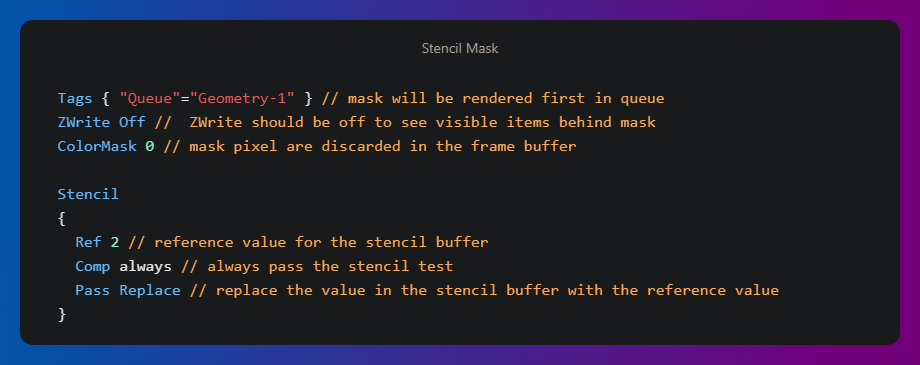 Stencil Mask
Tags { "Queue"="Geometry-1" } // mask will be rendered first in queue
ZWrite Off //  ZWrite should be off to see visible items behind mask
ColorMask 0 // mask pixel are discarded in the frame buffer
Stencil
{
  Ref 2 // reference value for the stencil buffer
  Comp always // always pass the stencil test
  Pass Replace // replace the value in the stencil buffer with the reference value
}